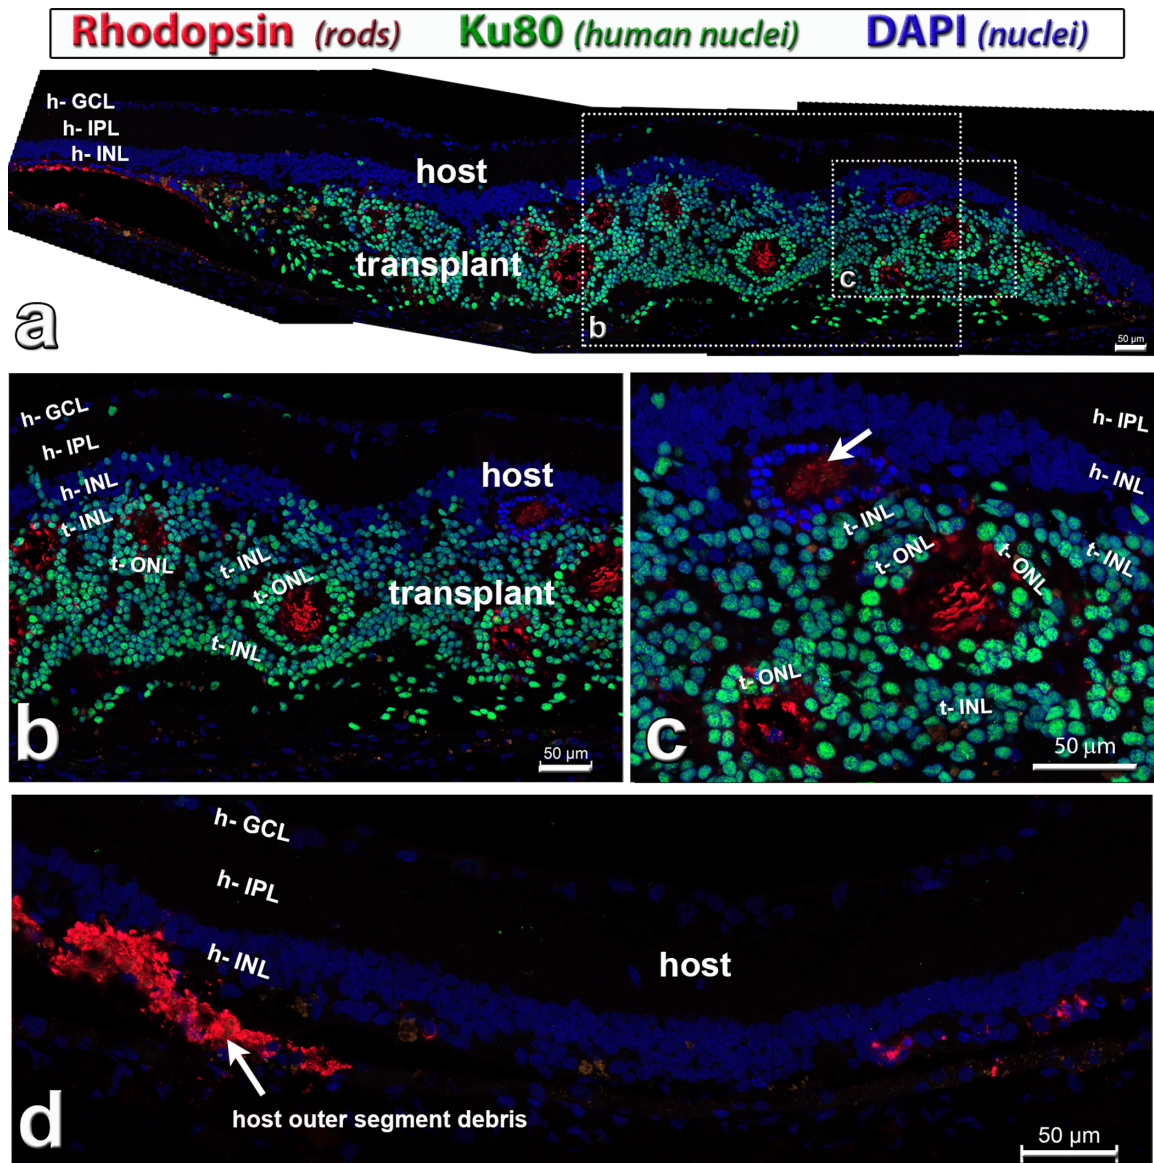 Rhodopsin (rods) Ku80 (human nuclei) DAPI (nuclei)
h- GCL
h- IPL
h- INL
host
transplant
c
b
a
50 µm
h- GCL
h- IPL
h- INL
host
t- INL
t- ONL
t- INL
t- ONL
transplant
t- INL
b
50 µm
h- IPL
h- INL
t- INL
t- ONL
t- ONL
t- INL
t- ONL
t- INL
c
50 µm
h- GCL
h- IPL
h- INL
host
host outer segment debris
d
50 µm